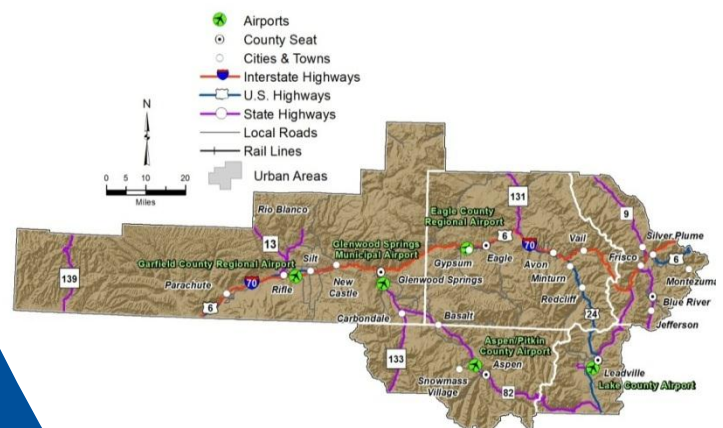 Airports
County Seat
Cities & Towns
Interstate Highways
U.S. Highways
State Highways
Local Roads
Rail Lines
Urban Areas
N
0 5 10 20
Miles
139
Rio Blanco
13
Garfield County Regional Airport
Silt
Parachute
6
70
Rifle
New
Castle
Glenwood Springs
Municipal Airport
Glenwood Springs
Carbondale
133
Basalt
Eagle County
Regional Airport
Gypsum
Eagle
6
131
70
Avon
Vail
Minturn
Redcliff
24
9
Silver Plume
Frisco
6
Montezuma
Blue River
Jefferson
Aspen/Pitkin
County Airport
Aspen
Snowmass
Village
82
Leadville
Lake County Airport